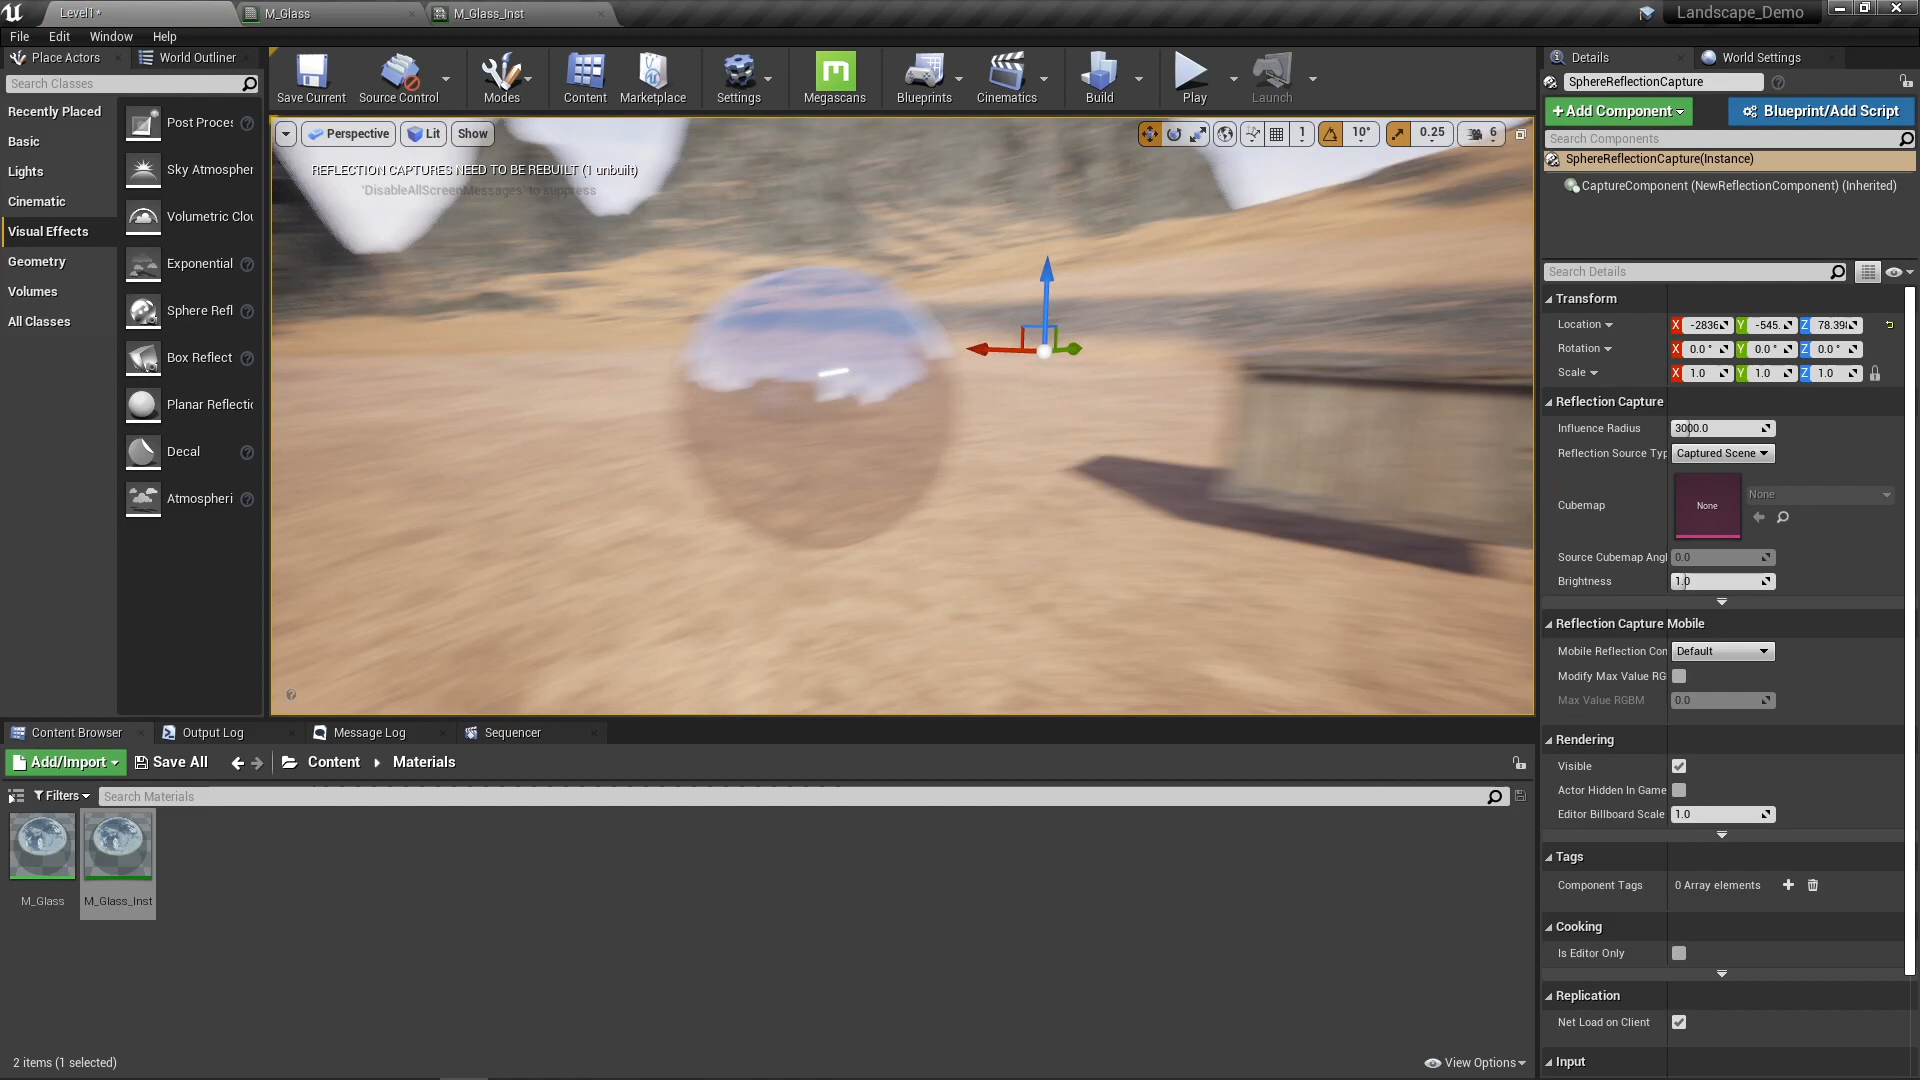 Level1*
M_Glass
M_Glass_Inst
Landscape_Demo
File
Edit
Window
Help
Place Actors
World Outliner
Search Classes
Recently Placed
Basic
Lights
Cinematic
Visual Effects
Geometry
Volumes
All Classes
Post Proces
Sky Atmospher
Volumetric Clou
Exponential
Sphere Refl
Box Reflect
Planar Reflectio
Decal
Atmospheri
Save Current
Source Control
Modes
Content
Marketplace
Settings
Megascans
Blueprints
Cinematics
Build
Play
Launch
Perspective
Lit
Show
1
10°
0.25
6
REFLECTION CAPTURES NEED TO BE REBUILT (1 unbuilt)
'DisableAllScreenMessages' to suppress
Details
World Settings
SphereReflectionCapture
+Add Component
Blueprint/Add Script
Search Components
SphereReflectionCapture(Instance)
CaptureComponent (NewReflectionComponent) (Inherited)
Search Details
Transform
Location
X -2836 Y -545. Z 78.398
Rotation
X 0.0 ° Y 0.0 ° Z 0.0 °
Scale
X 1.0 Y 1.0 Z 1.0
Reflection Capture
Influence Radius
3000.0
Reflection Source Typ
Captured Scene
Cubemap
None
None
Source Cubemap Angl
0.0
Brightness
1.0
Reflection Capture Mobile
Mobile Reflection Con
Default
Modify Max Value RG
Max Value RGBM
0.0
Rendering
Visible
Actor Hidden In Game
Editor Billboard Scale
1.0
Tags
Component Tags
0 Array elements
Cooking
Is Editor Only
Replication
Net Load on Client
Input
Content Browser
Output Log
Message Log
Sequencer
Add/Import
Save All
Content
Materials
Filters
Search Materials
M_Glass
M_Glass_Inst
2 items (1 selected)
View Options